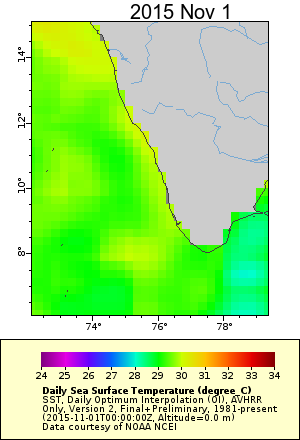 2015 Nov 1
14°
12°
10°
8°
74° 76° 78°
24 25 26 27 28 29 30 31 32 33 34
Daily Sea Surface Temperature (degree_C)
SST, Daily Optimum Interpolation (OI), AVHRR
Only, Version 2, Final+Preliminary, 1981-present
(2015-11-01T00:00:00Z, Altitude=0.0 m)
Data courtesy of NOAA NCEI